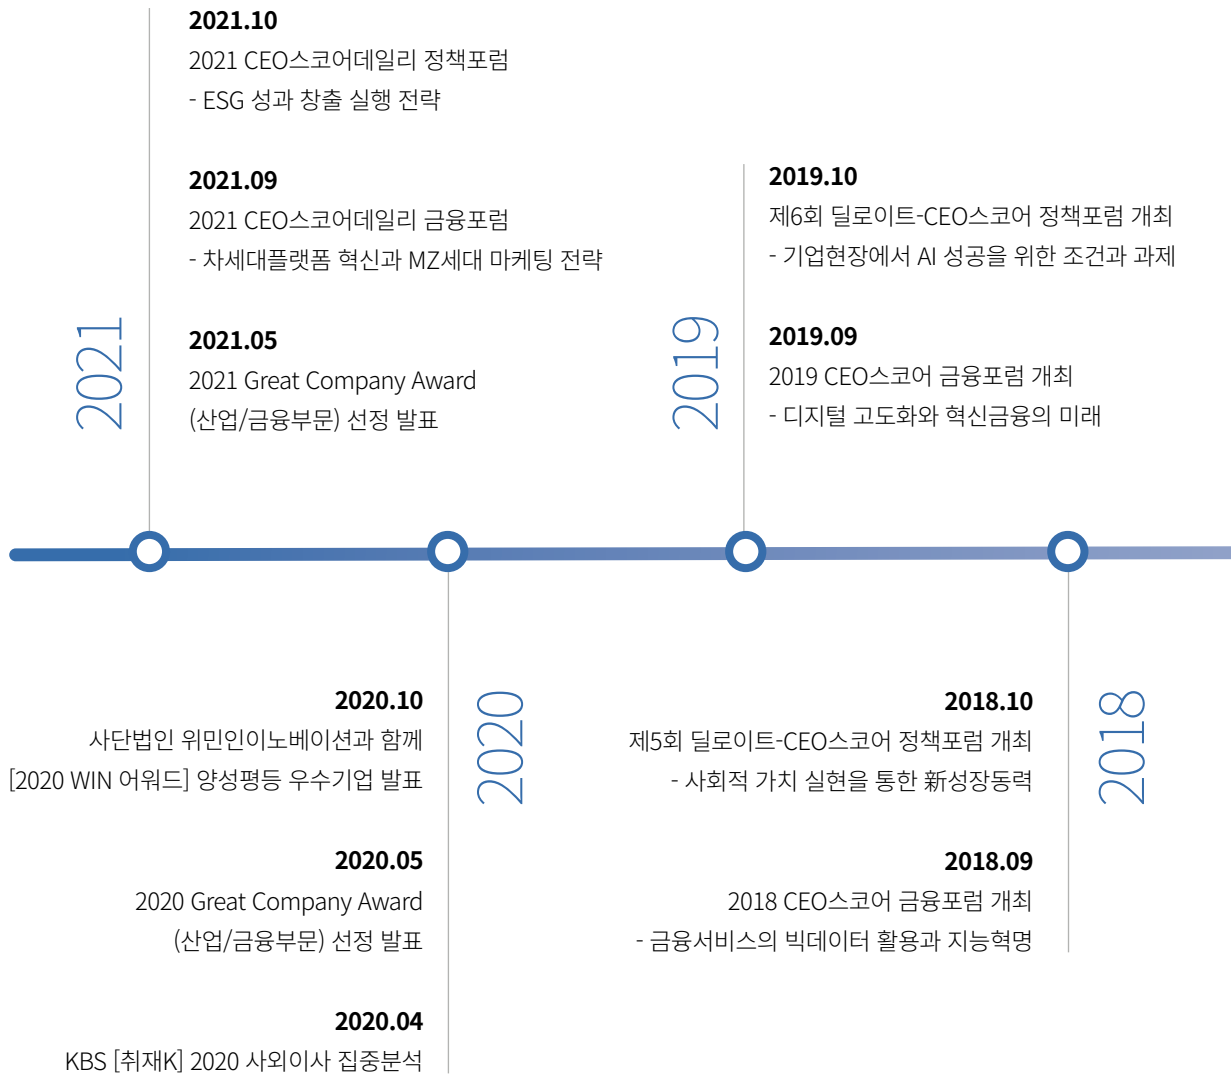 2021
2021.10
2021 CEO스코어데일리 정책포럼
- ESG 성과 창출 실행 전략
2021.09
2021 CEO스코어데일리 금융포럼
- 차세대플랫폼 혁신과 MZ세대 마케팅 전략
2021.05
2021 Great Company Award
(산업/금융부문) 선정 발표
2020
2020.10
사단법인 위민인이노베이션과 함께
[2020 WIN 어워드] 양성평등 우수기업 발표
2020.05
2020 Great Company Award
(산업/금융부문) 선정 발표
2020.04
KBS [취재K] 2020 사외이사 집중분석
2019
2019.10
제6회 딜로이트-CEO스코어 정책포럼 개최
- 기업현장에서 AI 성공을 위한 조건과 과제
2019.09
2019 CEO스코어 금융포럼 개최
- 디지털 고도화와 혁신금융의 미래
2018
2018.10
제5회 딜로이트-CEO스코어 정책포럼 개최
- 사회적 가치 실현을 통한 新성장동력
2018.09
2018 CEO스코어 금융포럼 개최
- 금융서비스의 빅데이터 활용과 지능혁명